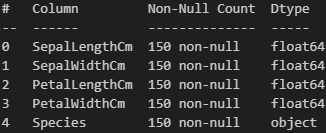 #   Column         Non-Null Count  Dtype
--  ------         --------------  -----
0   SepalLengthCm  150 non-null    float64
1   SepalWidthCm   150 non-null    float64
2   PetalLengthCm  150 non-null    float64
3   PetalWidthCm   150 non-null    float64
4   Species        150 non-null    object